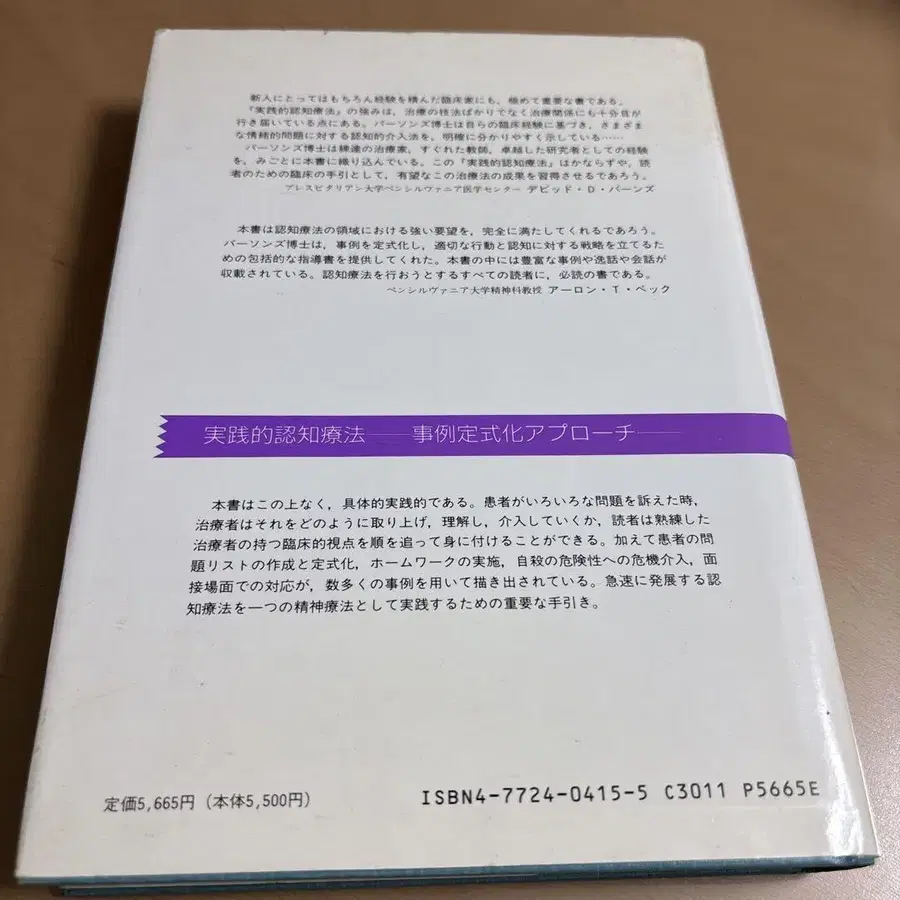 新人にとってはもちろん経験を積んだ臨床家にも，極めて重要な書である。
『実践的認知療法』の強みは，治療の技法ばかりでなく治療関係にも十分目が
行き届いている点にある。パーソンズ博士は自らの臨床経験に基づき，さまざま
な情緒的問題に対する認知的介入法を，明確に分かりやすく示している……
パーソンズ博士は練達の治療家，すぐれた教師，卓越した研究者としての経験
を，みごとに本書に織り込んでいる。この『実践的認知療法』はかならずや，読
者のための臨床の手引として，有望なこの治療法の成果を習得させるであろう。
プレスビタリアン大学ペンシルヴァニア医学センター デビッド・D・バーンズ
本書は認知療法の領域における強い要望を，完全に満たしてくれるであろう。
パーソンズ博士は，事例を定式化し，適切な行動と認知に対する戦略を立てるた
めの包括的な指導書を提供してくれた。本書の中には豊富な事例や逸話や会話が
収載されている。認知療法を行おうとするすべての読者に，必読の書である。
ペンシルヴァニア大学精神科教授 アーロン・T・ベック
実践的認知療法――事例定式化アプローチ――
本書はこの上なく，具体的実践的である。患者がいろいろな問題を訴えた時，
治療者はそれをどのように取り上げ，理解し，介入していくか，読者は熟練した
治療者の持つ臨床的視点を順を追って身に付けることができる。加えて患者の問
題リストの作成と定式化，ホームワークの実施，自殺の危険性への危機介入，面
接場面での対応が，数多くの事例を用いて描き出されている。急速に発展する認
知療法を一つの精神療法として実践するための重要な手引き。
定価5,665円（本体5,500円）
ISBN4-7724-0415-5 C3011 P5665E